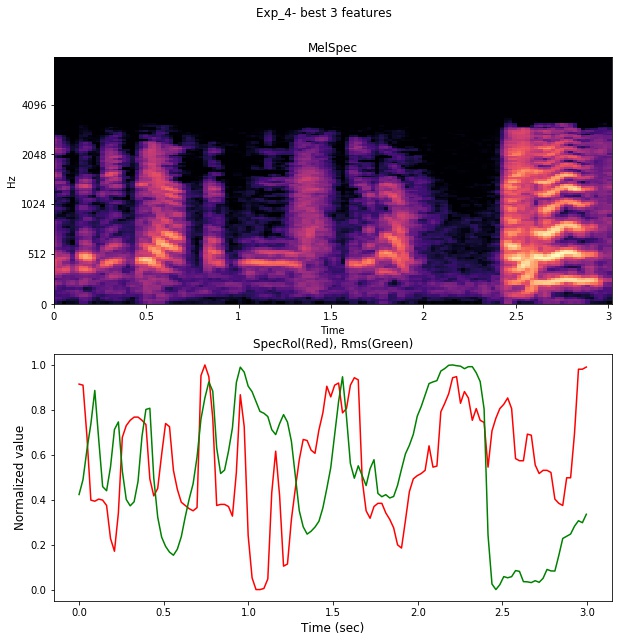 Exp_4- best 3 features
MelSpec
4096
2048
1024
512
0
Hz
0 0.5 1 1.5 2 2.5 3
Time
SpecRol(Red), Rms(Green)
1.0
0.8
0.6
0.4
0.2
0.0
Normalized value
0.0 0.5 1.0 1.5 2.0 2.5 3.0
Time (sec)